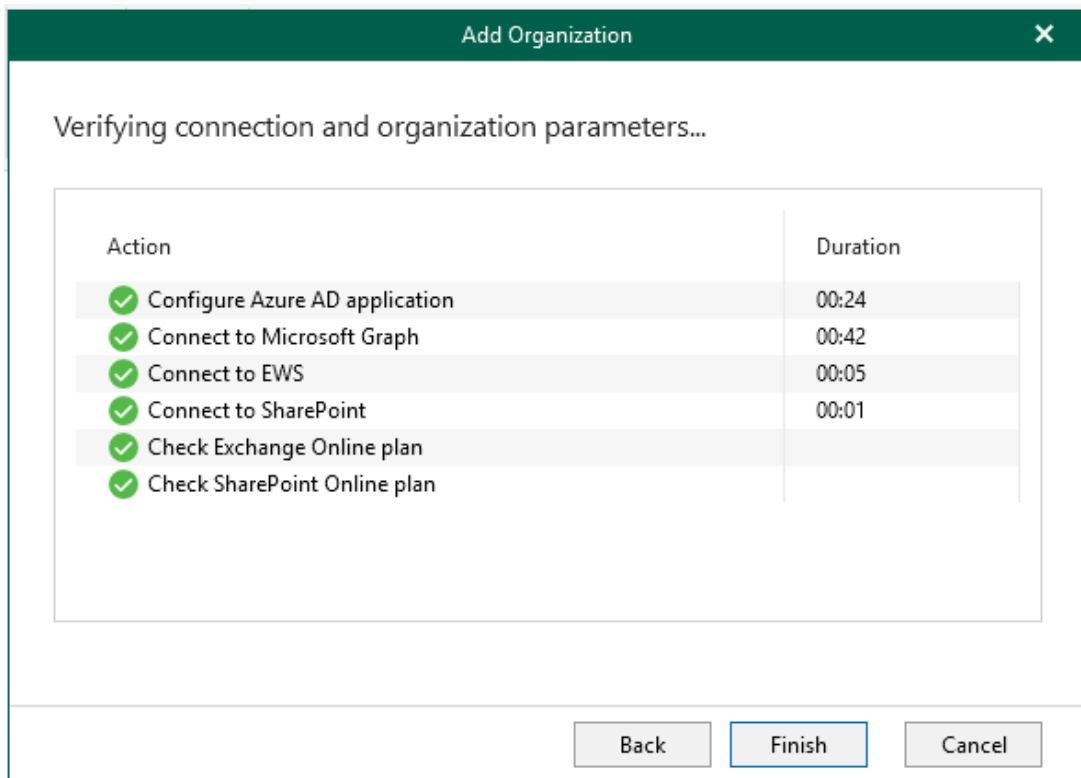 Add Organization
Verifying connection and organization parameters...
Action Duration
Configure Azure AD application 00:24
Connect to Microsoft Graph 00:42
Connect to EWS 00:05
Connect to SharePoint 00:01
Check Exchange Online plan
Check SharePoint Online plan
Back Finish Cancel